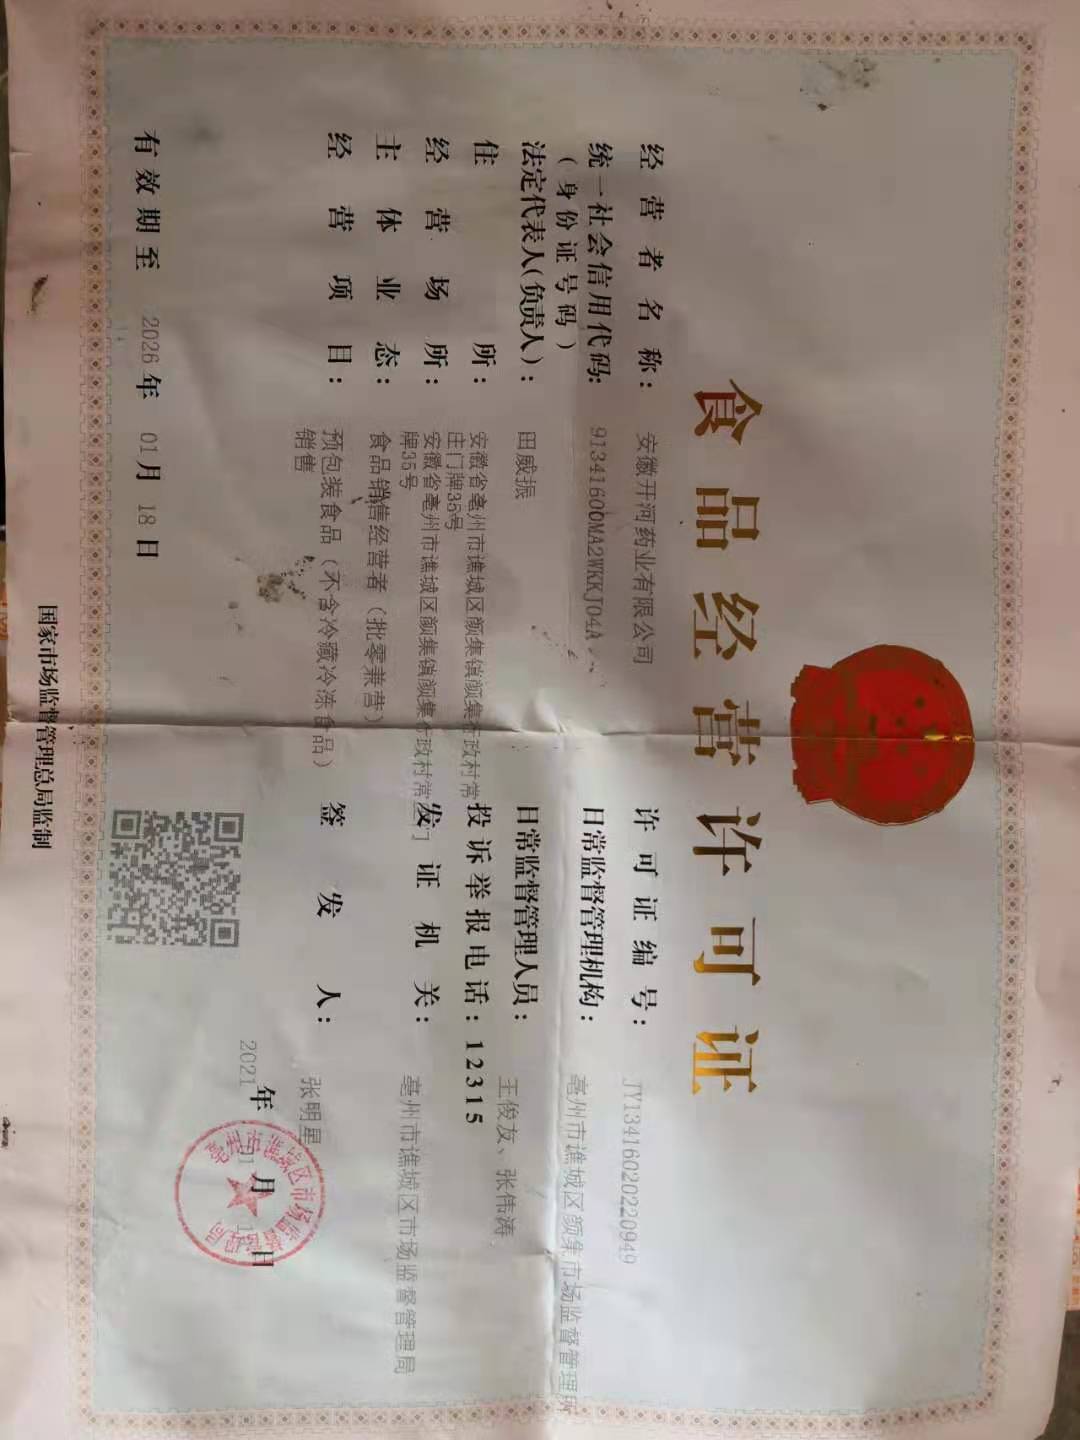 食品经营许可证
经营者名称：安徽开河药业有限公司
统一社会信用代码：91341600MA2WKKJ04A
（身份证号码）
法定代表人（负责人）：田威振
住所：安徽省亳州市谯城区颜集镇颜集行政村常
庄门牌35号
经营场所：安徽省亳州市谯城区颜集镇颜集行政村常
牌35号
主体业态：食品销售经营者（批零兼营）
经营项目：预包装食品（不含冷藏冷冻食品）
销售
有效期至 2026年01月18日
许可证编号：JY13416020220949
日常监督管理机构：亳州市谯城区颜集市场监督管理所
日常监督管理人员：王俊友、张伟涛
投诉举报电话：12315
发证机关：亳州市谯城区市场监督管理局
签发人：张明星
2021年01月日
国家市场监督管理总局监制